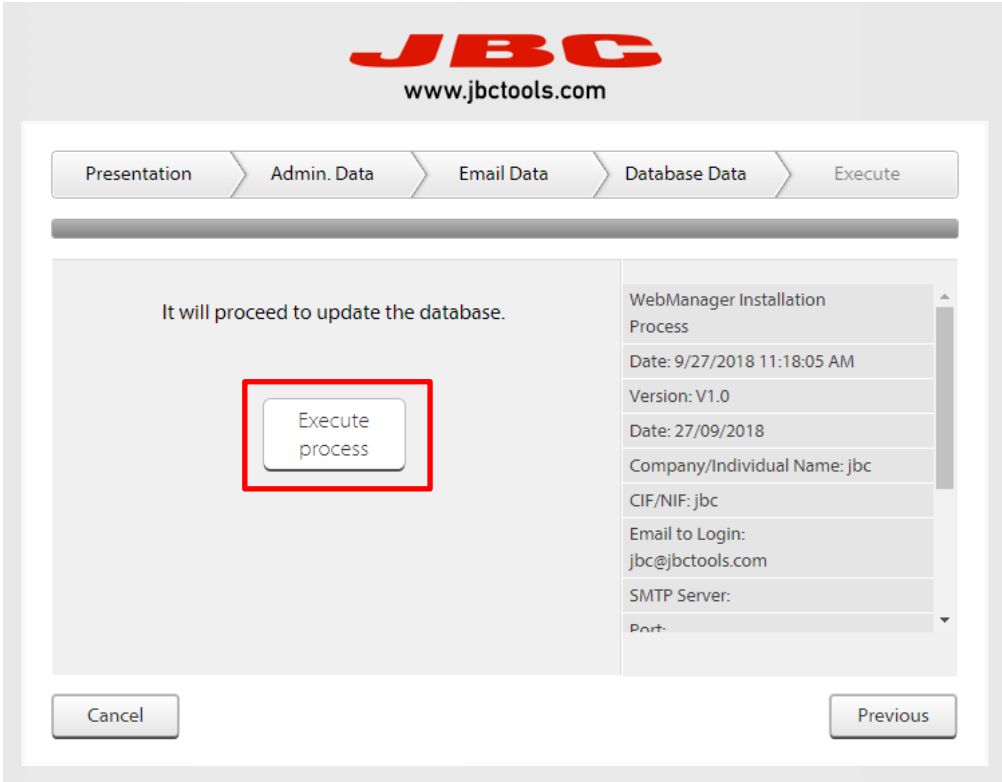 JBC
www.jbctools.com
Presentation
Admin. Data
Email Data
Database Data
Execute
It will proceed to update the database.
Execute
process
WebManager Installation
Process
Date: 9/27/2018 11:18:05 AM
Version: V1.0
Date: 27/09/2018
Company/Individual Name: jbc
CIF/NIF: jbc
Email to Login:
jbc@jbctools.com
SMTP Server:
Port:
Cancel
Previous